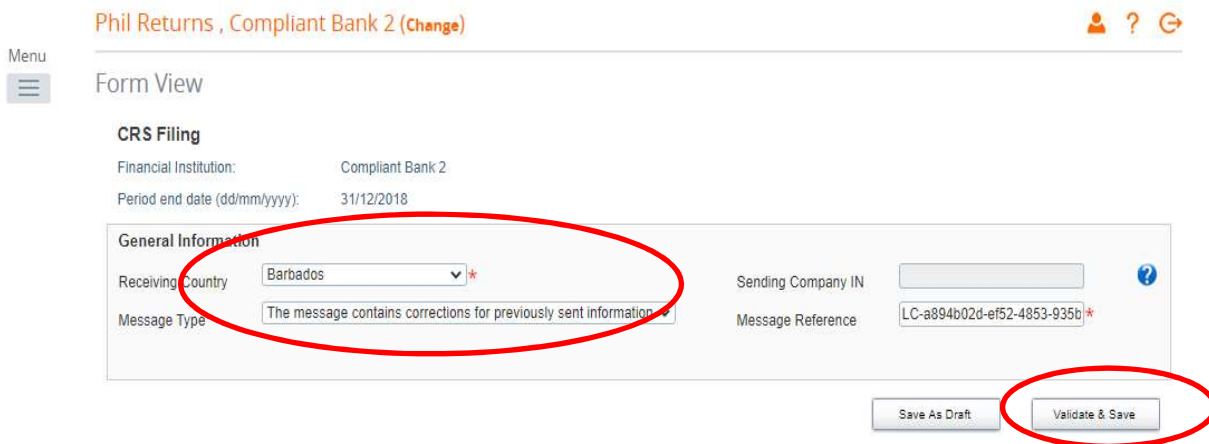 Phil Returns , Compliant Bank 2 (Change)
?
Menu
Form View
CRS Filing
Financial Institution: Compliant Bank 2
Period end date (dd/mm/yyyy): 31/12/2018
General Information
Receiving Country Barbados * Sending Company IN ?
Message Type The message contains corrections for previously sent information Message Reference LC-a894b02d-ef52-4853-935b *
Save As Draft Validate & Save